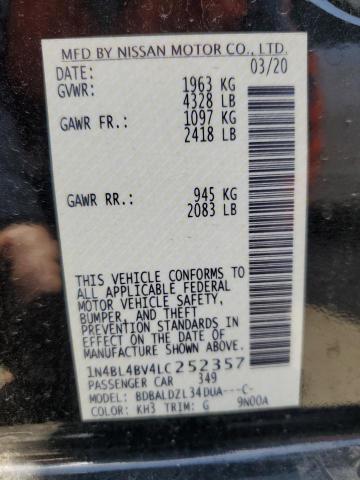 MFD BY NISSAN MOTOR CO., LTD.
DATE: 03/20
GVWR: 1963 KG
4328 LB
GAWR FR.: 1097 KG
2418 LB
GAWR RR.: 945 KG
2083 LB
THIS VEHICLE CONFORMS TO
ALL APPLICABLE FEDERAL
MOTOR VEHICLE SAFETY,
BUMPER, AND THEFT
PREVENTION STANDARDS IN
EFFECT ON THE DATE OF
MANUFACTURE SHOWN ABOVE.
1N4BL4BV4LC252357
PASSENGER CAR 349
MODEL: BDBALDZL34DUA---C-
COLOR: KH3 TRIM: G 9N00A